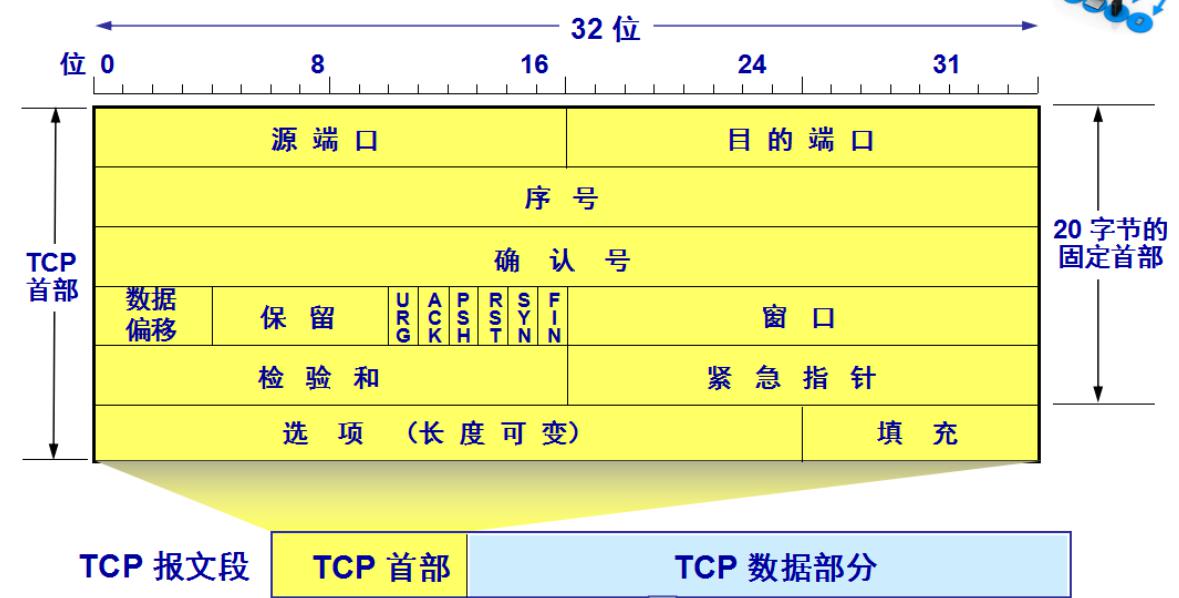 32 位
位 0 8 16 24 31
源 端 口 目 的 端 口
序 号
确 认 号
TCP
首部
20 字节的
固定首部
数据
偏移
保 留
URG
ACK
PSH
RST
SYN
FIN
窗 口
检 验 和 紧 急 指 针
选 项 （长 度 可 变） 填 充
TCP 报文段 TCP 首部 TCP 数据部分